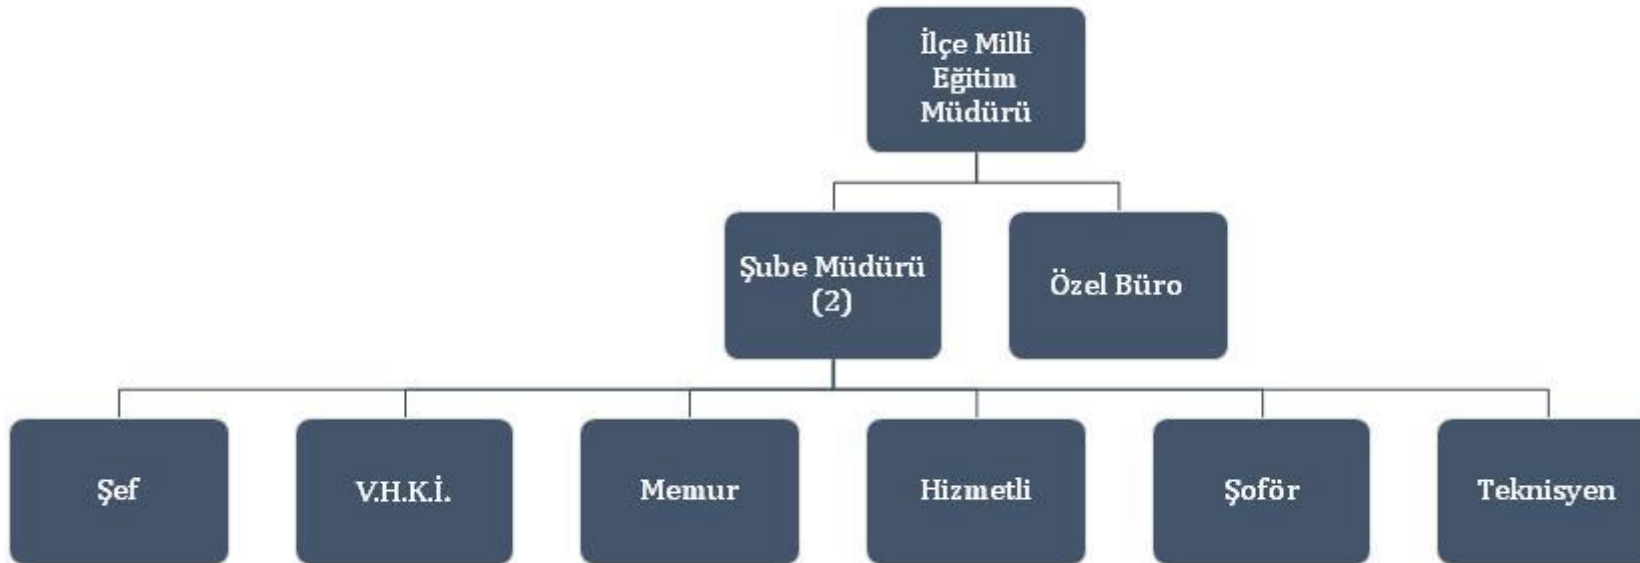 İlçe Milli
Eğitim
Müdürü
Şube Müdürü
(2)
Özel Büro
Şef
V.H.K.İ.
Memur
Hizmetli
Şoför
Teknisyen